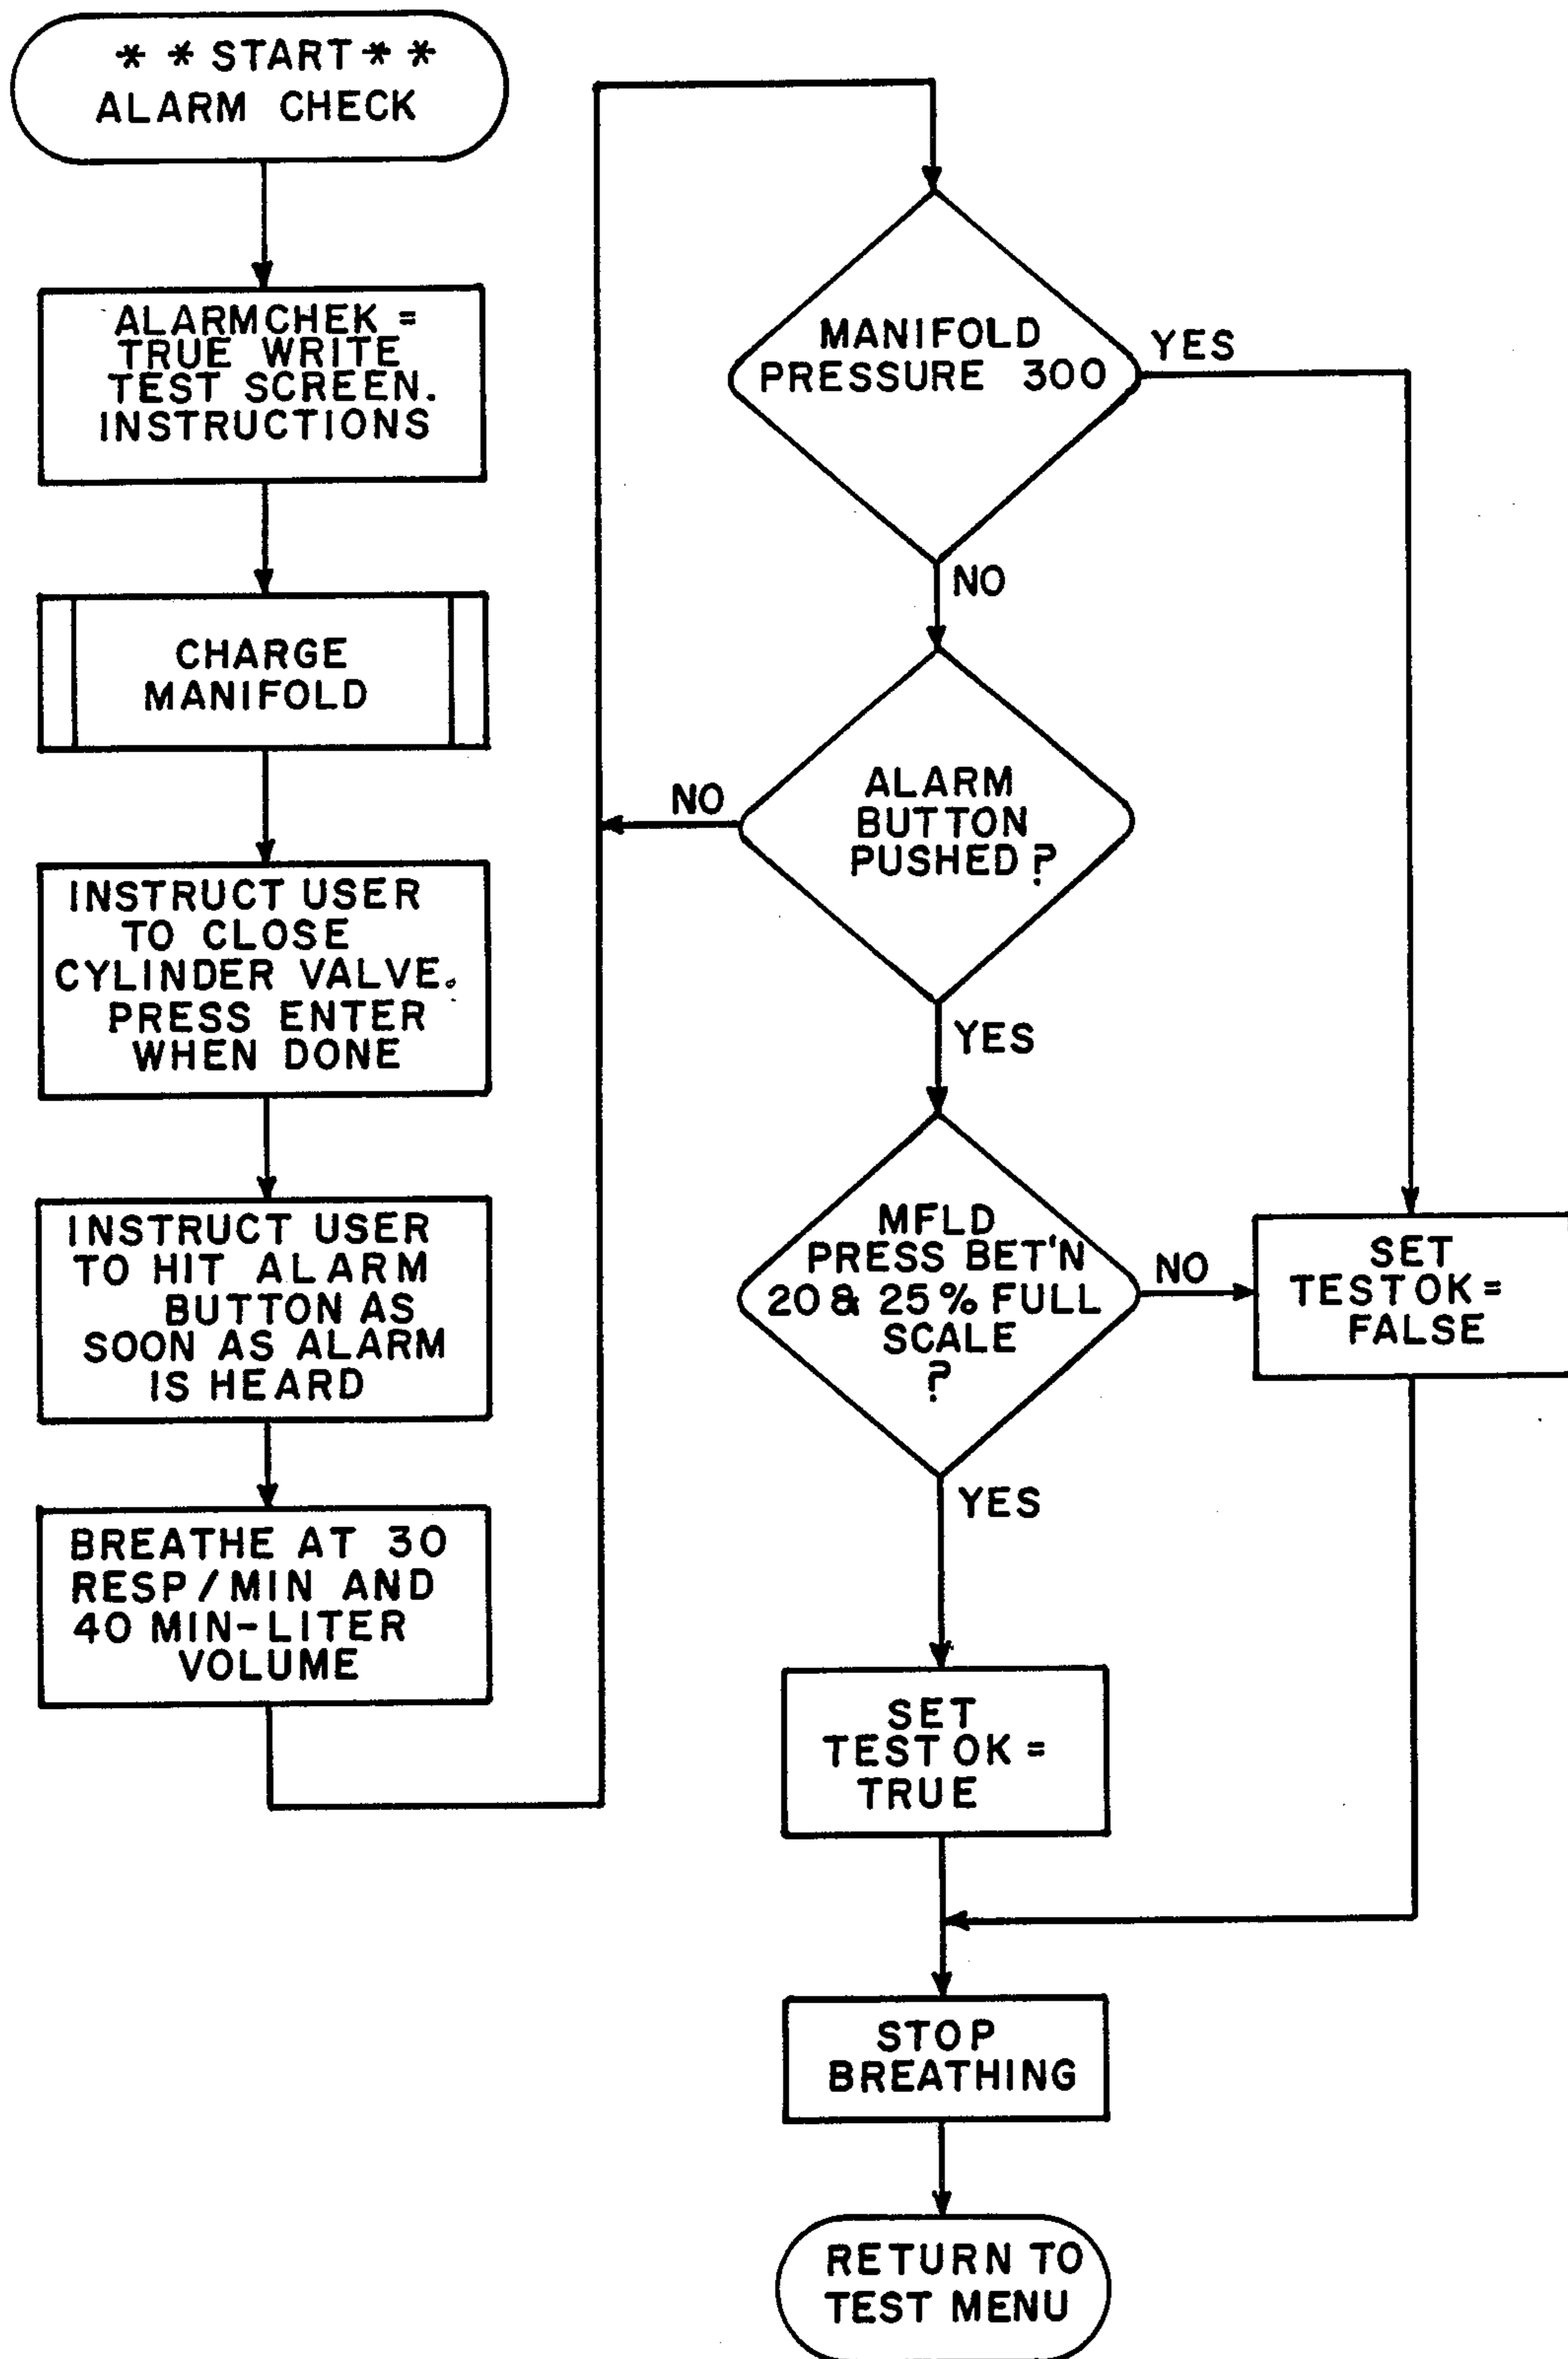 * * START * *
ALARM CHECK
ALARMCHEK =
TRUE WRITE
TEST SCREEN.
INSTRUCTIONS
CHARGE
MANIFOLD
INSTRUCT USER
TO CLOSE
CYLINDER VALVE.
PRESS ENTER
WHEN DONE
INSTRUCT USER
TO HIT ALARM
BUTTON AS
SOON AS ALARM
IS HEARD
BREATHE AT 30
RESP/MIN AND
40 MIN-LITER
VOLUME
MANIFOLD
PRESSURE 300
YES
NO
ALARM
BUTTON
PUSHED?
NO
YES
MFLD
PRESS BET'N
20 & 25% FULL
SCALE
?
NO
YES
SET
TESTOK =
FALSE
SET
TESTOK =
TRUE
STOP
BREATHING
RETURN TO
TEST MENU